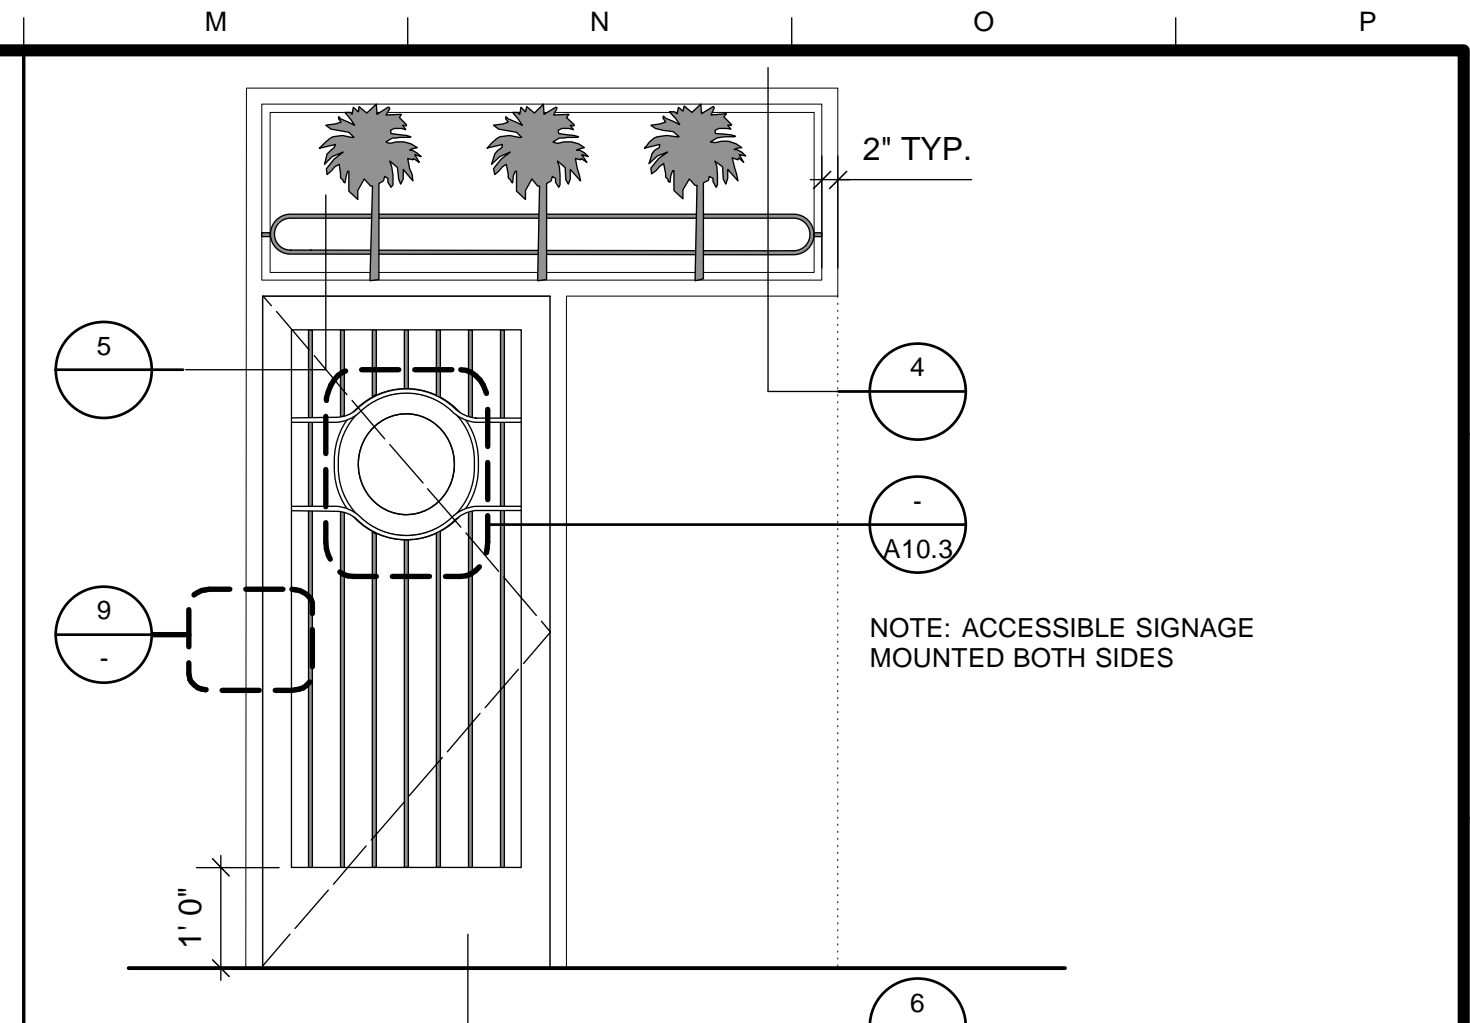 M N O P
2" TYP.
5
4
-
A10.3
9
-
NOTE: ACCESSIBLE SIGNAGE
MOUNTED BOTH SIDES
1' 0"
6